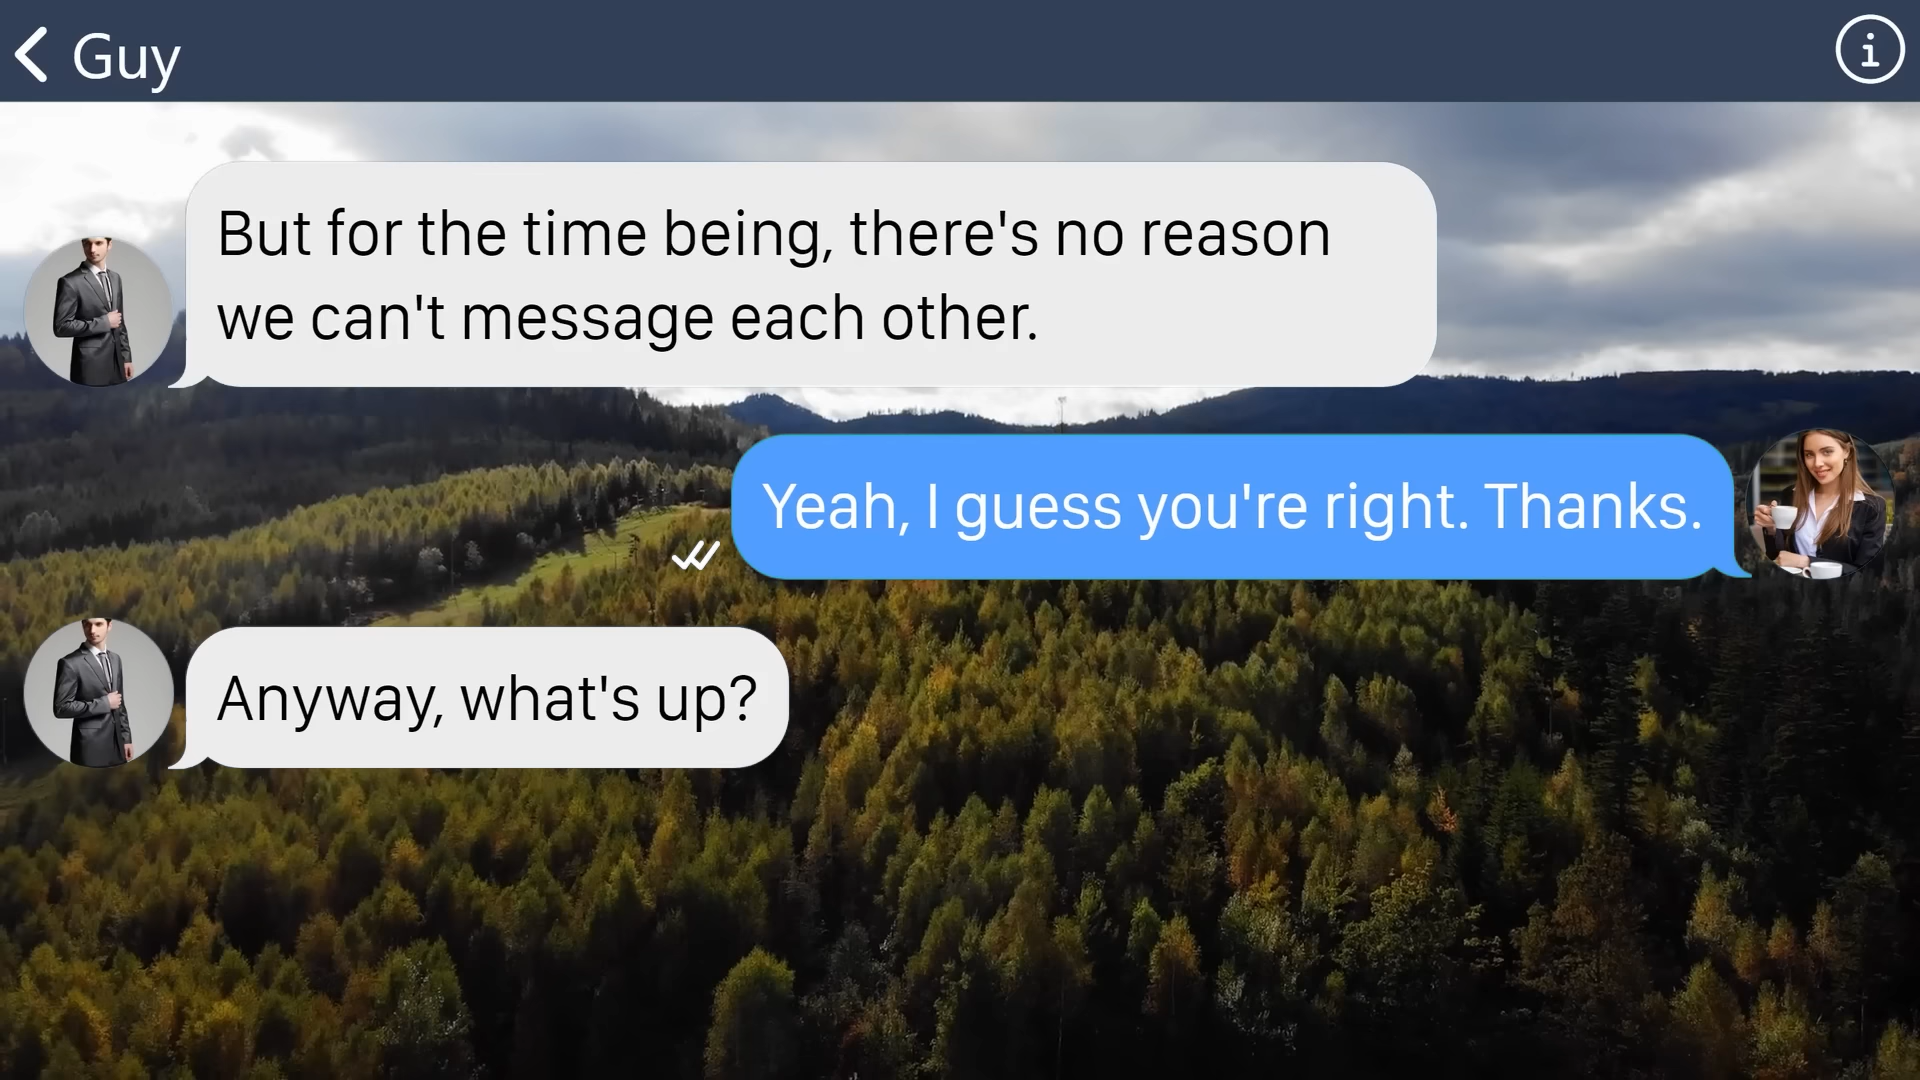 Guy
But for the time being, there's no reason
we can't message each other.
Yeah, I guess you're right. Thanks.
Anyway, what's up?